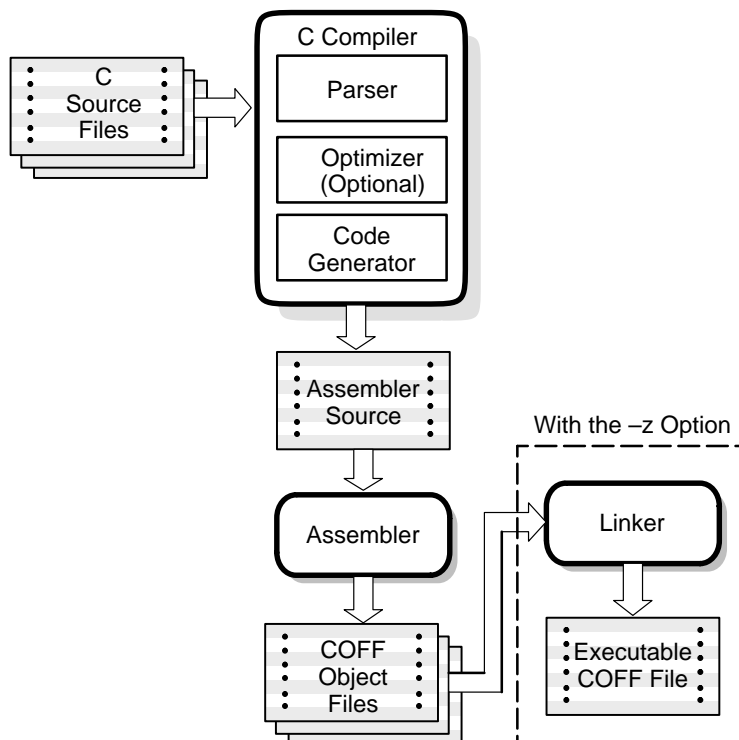 C Compiler
C
Source
Files
Parser
Optimizer
(Optional)
Code
Generator
Assembler
Source
With the –z Option
Assembler
Linker
COFF
Object
Files
Executable
COFF File